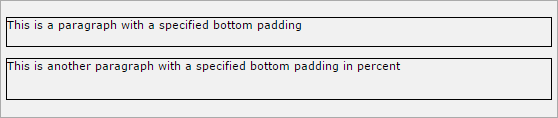 This is a paragraph with a specified bottom padding
This is another paragraph with a specified bottom padding in percent